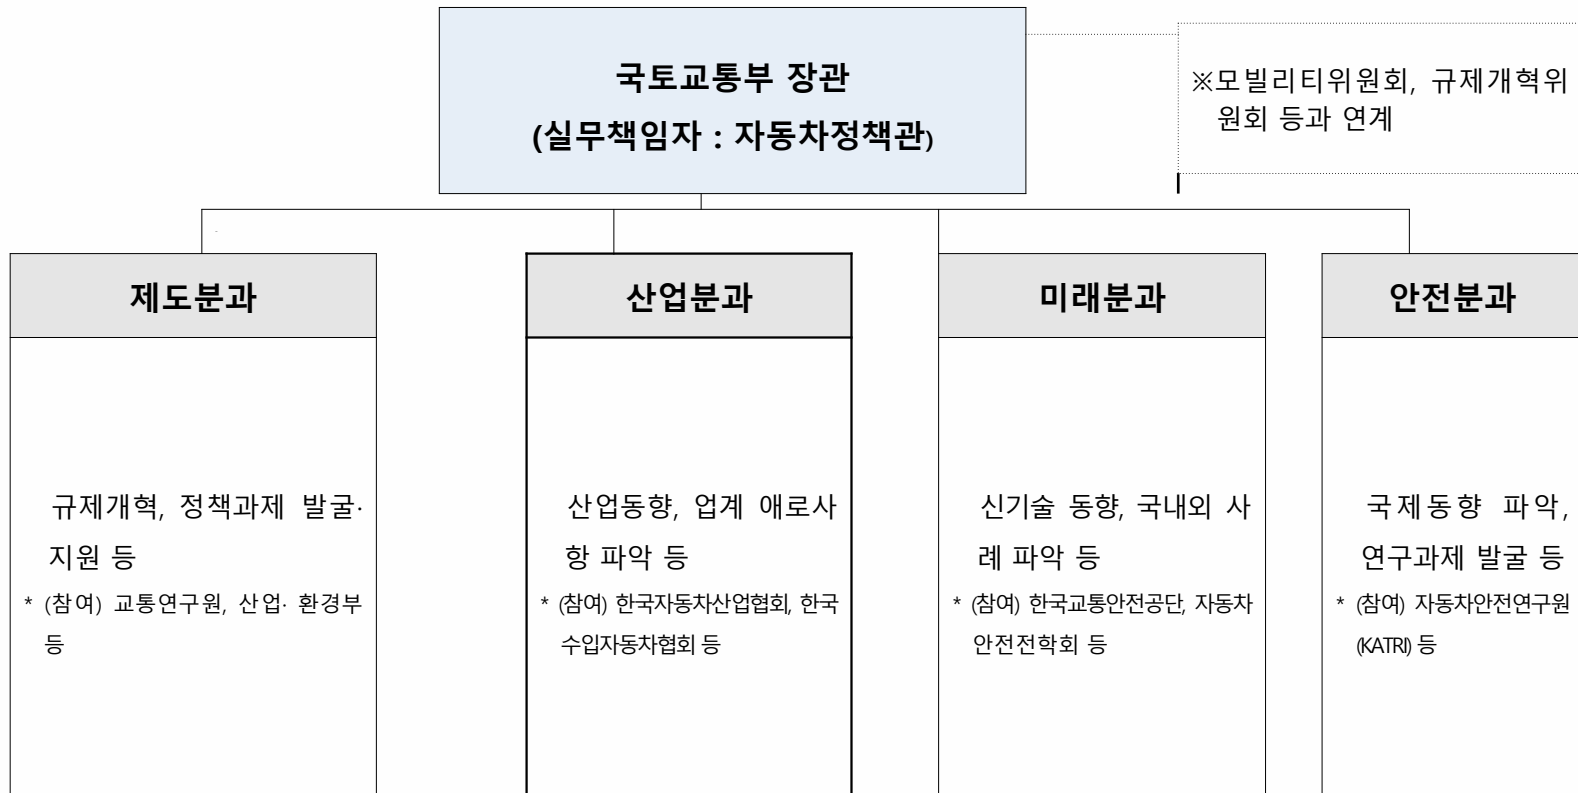 국토교통부 장관
(실무책임자 : 자동차정책관)
※모빌리티위원회, 규제개혁위
원회 등과 연계
제도분과
규제개혁, 정책과제 발굴·
지원 등
* (참여) 교통연구원, 산업· 환경부
등
산업분과
산업동향, 업계 애로사
항 파악 등
* (참여) 한국자동차산업협회, 한국
수입자동차협회 등
미래분과
신기술 동향, 국내외 사
례 파악 등
* (참여) 한국교통안전공단, 자동차
안전전학회 등
안전분과
국제동향 파악,
연구과제 발굴 등
* (참여) 자동차안전연구원
(KATRI) 등